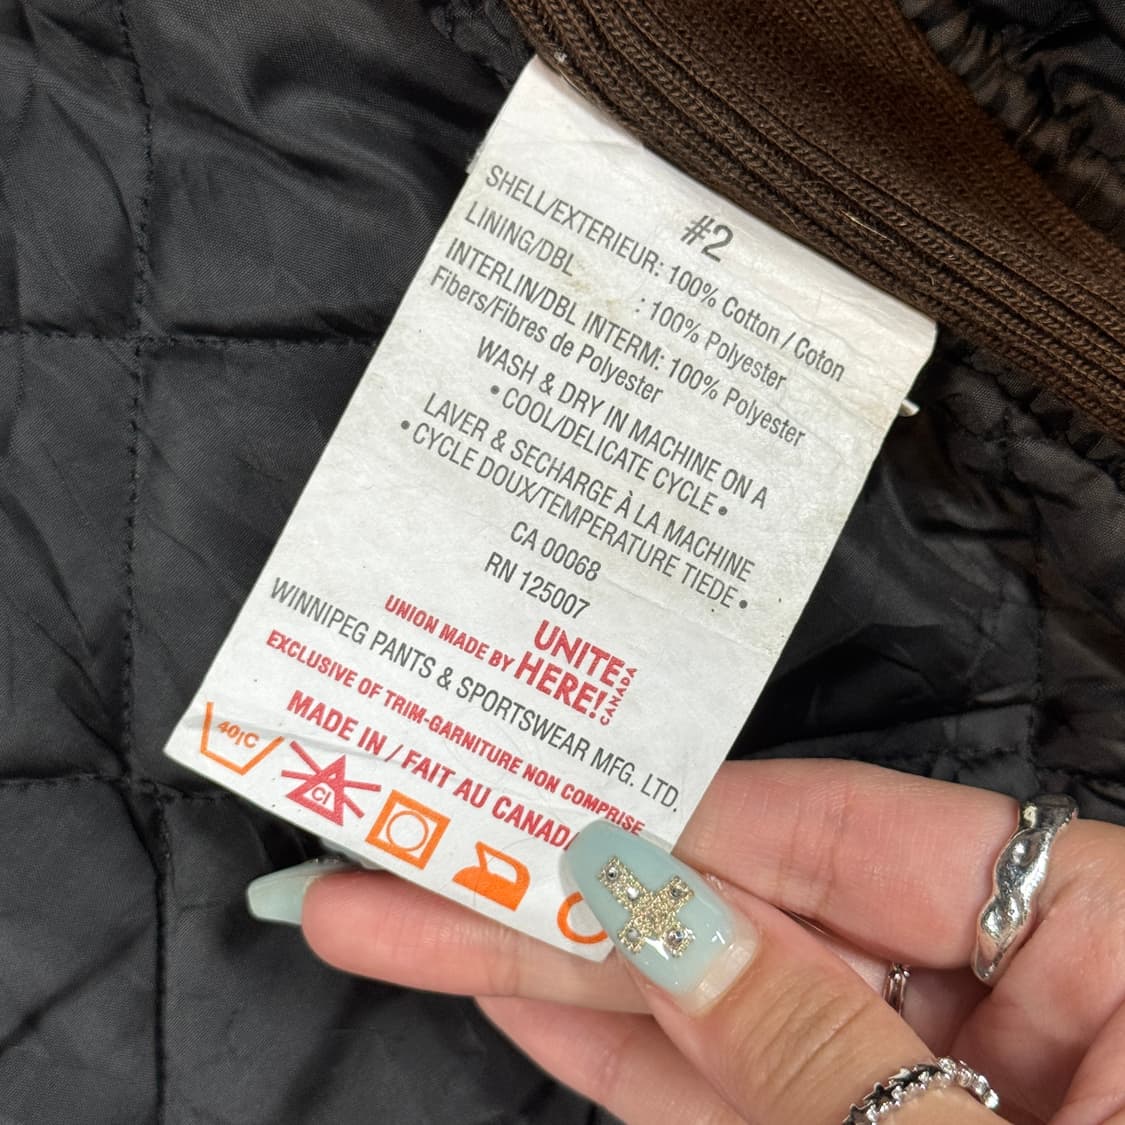 #2
SHELL/EXTERIEUR: 100% Cotton / Coton
LINING/DBL : 100% Polyester
INTERLIN/DBL INTERM: 100% Polyester
Fibers/Fibres de Polyester
WASH & DRY IN MACHINE ON A
• COOL/DELICATE CYCLE •
LAVER & SECHARGE À LA MACHINE
• CYCLE DOUX/TEMPERATURE TIEDE •
CA 00068
RN 125007
UNION MADE BY UNITE HERE! CANADA
WINNIPEG PANTS & SPORTSWEAR MFG. LTD.
EXCLUSIVE OF TRIM-GARNITURE NON COMPRISE
MADE IN / FAIT AU CANAD
40|C
Cl